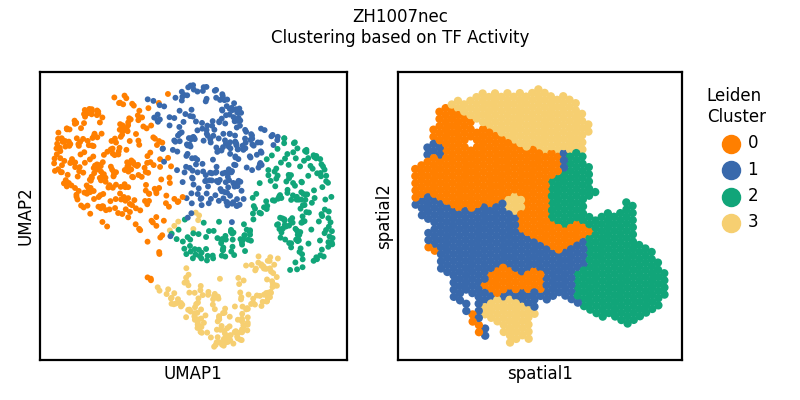 ZH1007nec
Clustering based on TF Activity
UMAP2
UMAP1
spatial2
spatial1
Leiden
Cluster
0
1
2
3